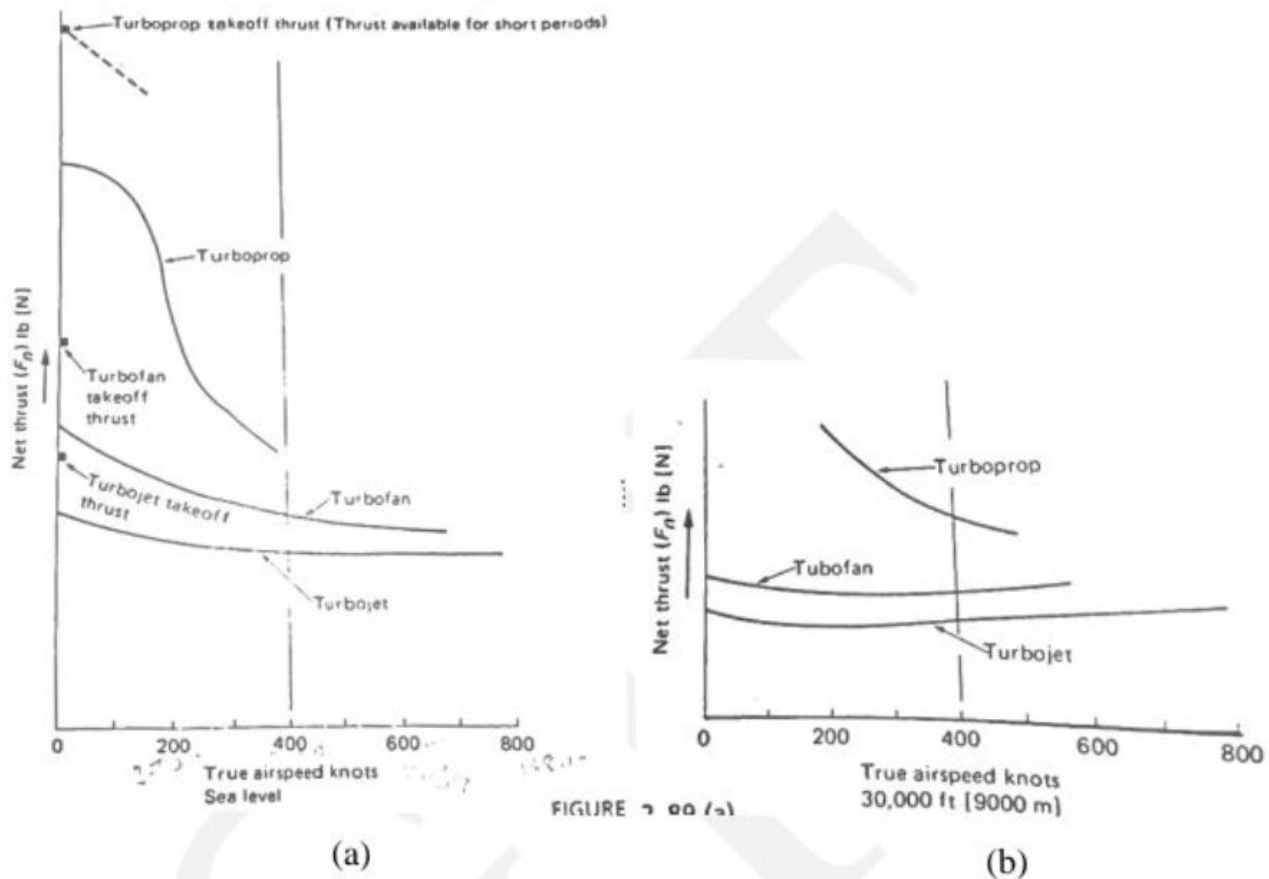 Turboprop takeoff thrust (Thrust available for short periods)
Turboprop
Net thrust (Fn) lb [N]
Turbofan
takeoff
thrust
Turbojet takeoff
thrust
Turbofan
Turbojet
0 200 400 600 800
True airspeed knots
Sea level
(a)
Net thrust (Fn) lb [N]
Turboprop
Tubofan
Turbojet
0 200 400 600 800
True airspeed knots
30,000 ft [9000 m]
FIGURE
(b)